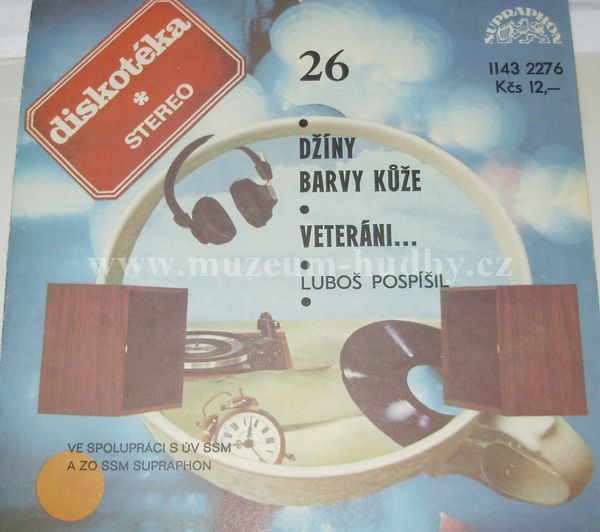 diskotéka
*
STEREO
26
SUPRAPHON
1143 2276
Kčs 12,—
• DŽÍNY
BARVY KŮŽE
•
VETERÁNI...
• LUBOŠ POSPÍŠIL
•
www.muzeum-hudby.cz
VE SPOLUPRÁCI S ÚV SSM
A ZO SSM SUPRAPHON